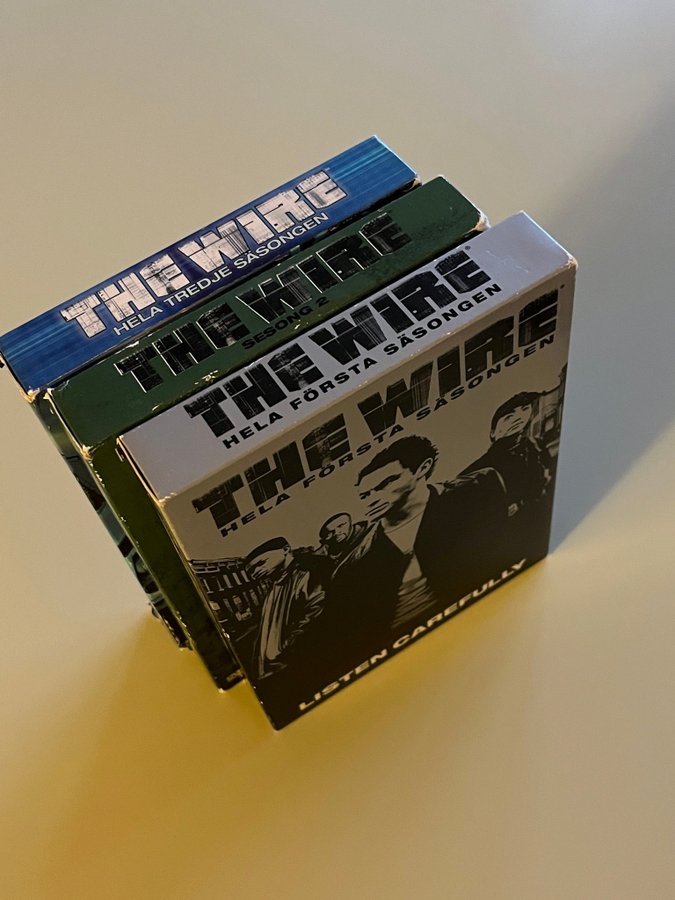 THE WIRE
HELA TREDJE SÄSONGEN
THE WIRE
SESONG 2
THE WIRE
HELA FÖRSTA SÄSONGEN
THE WIRE
HELA FÖRSTA SÄSONGEN
LISTEN CAREFULLY